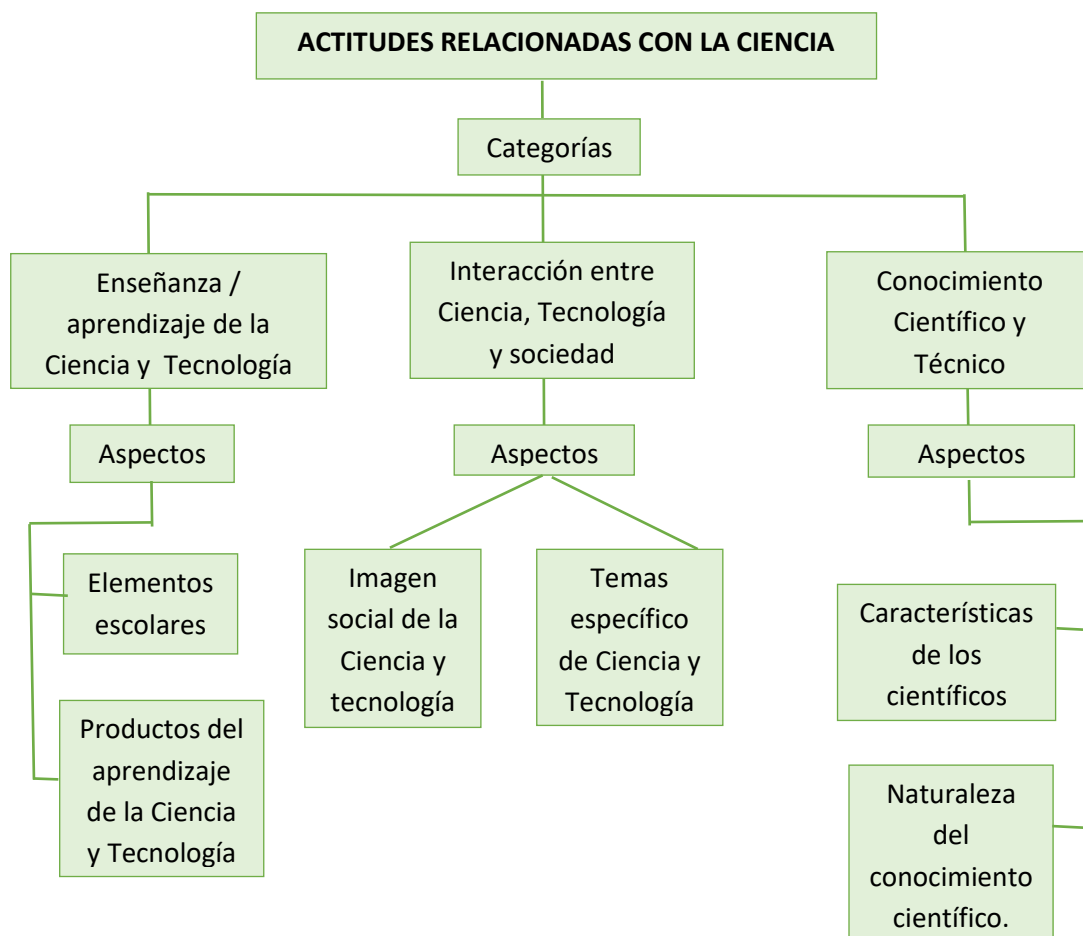 ACTITUDES RELACIONADAS CON LA CIENCIA
Categorías
Enseñanza /
aprendizaje de la
Ciencia y Tecnología
Interacción entre
Ciencia, Tecnología
y sociedad
Conocimiento
Científico y
Técnico
Aspectos
Aspectos
Aspectos
Elementos
escolares
Productos del
aprendizaje
de la Ciencia
y Tecnología
Imagen
social de la
Ciencia y
tecnología
Temas
específico
de Ciencia y
Tecnología
Característícas
de los
científicos
Naturaleza
del
conocimiento
científico.